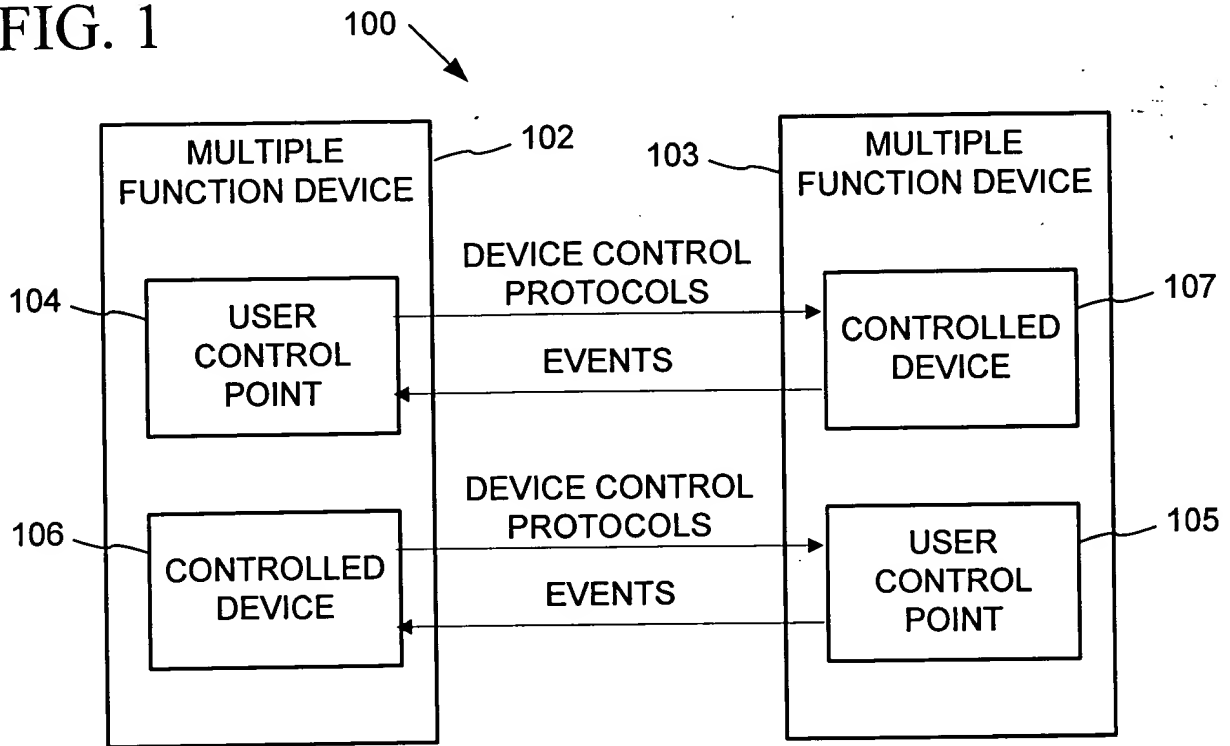 FIG. 1
100
MULTIPLE
FUNCTION DEVICE
102
103
MULTIPLE
FUNCTION DEVICE
DEVICE CONTROL
PROTOCOLS
104
USER
CONTROL
POINT
EVENTS
CONTROLLED
DEVICE
107
DEVICE CONTROL
PROTOCOLS
106
CONTROLLED
DEVICE
EVENTS
USER
CONTROL
POINT
105